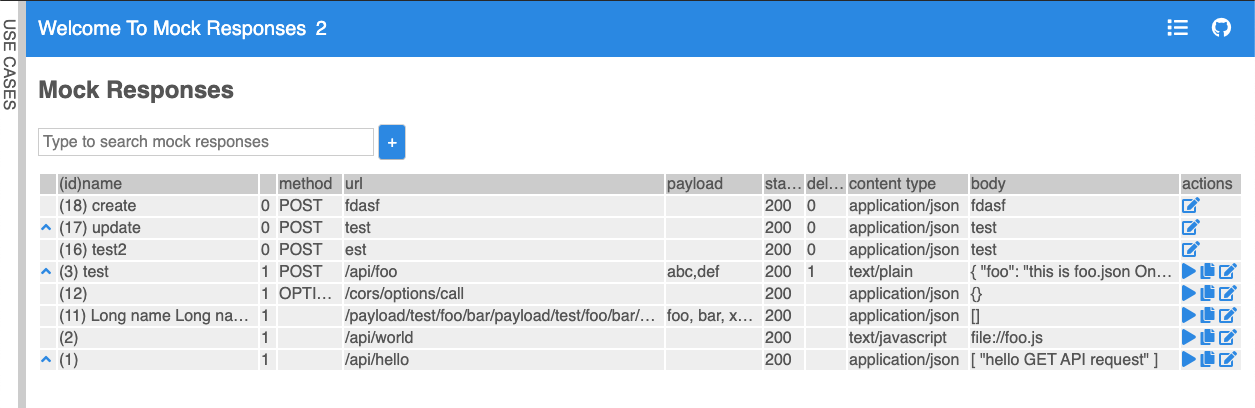 USE CASES
Welcome To Mock Responses 2
Mock Responses
Type to search mock responses
+
(id)name method url payload sta... del... content type body actions
(18) create 0 POST fdasf 200 0 application/json fdasf
(17) update 0 POST test 200 0 application/json test
(16) test2 0 POST est 200 0 application/json test
(3) test 1 POST /api/foo abc,def 200 1 text/plain { "foo": "this is foo.json On...
(12) 1 OPTI... /cors/options/call 200 application/json {}
(11) Long name Long na... 1 /payload/test/foo/bar/payload/test/foo/bar/... foo, bar, x... 200 application/json []
(2) 1 /api/world 200 text/javascript file://foo.js
(1) 1 /api/hello 200 application/json [ "hello GET API request" ]